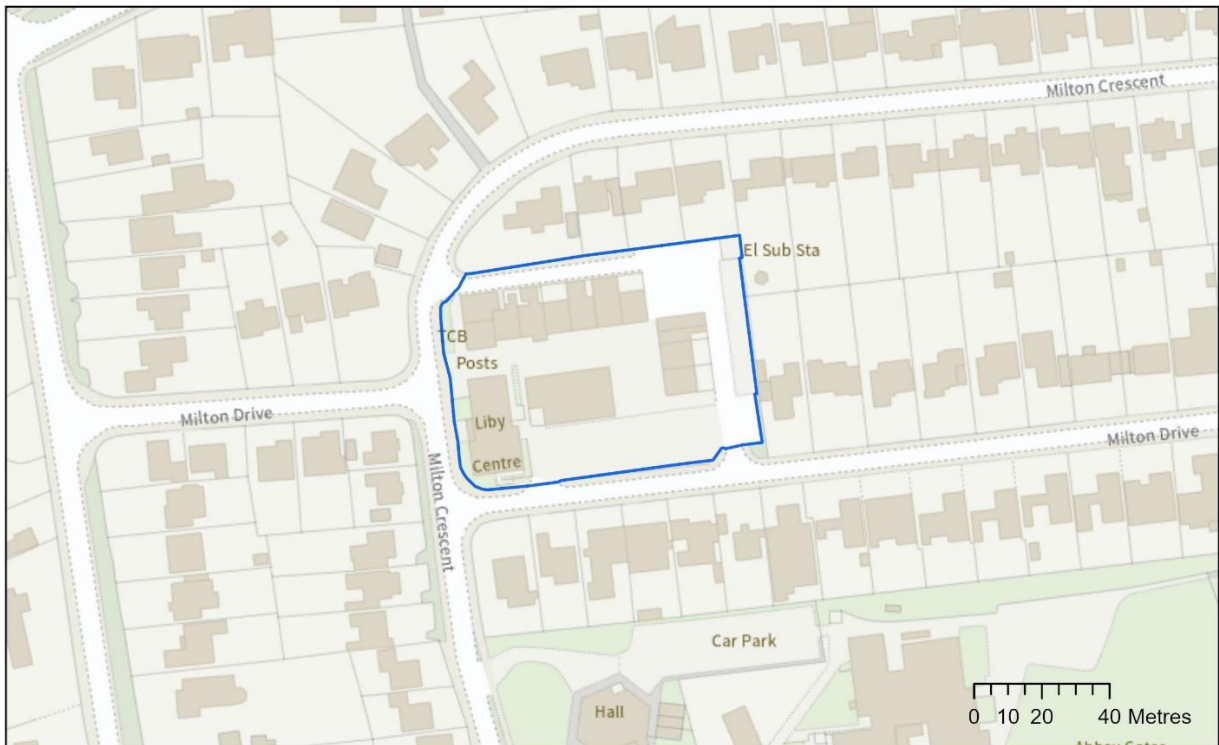 Milton Crescent
El Sub Sta
TCB
Posts
Milton Drive
Liby
Centre
Milton Drive
Milton Crescent
Car Park
Hall
0 10 20 40 Metres